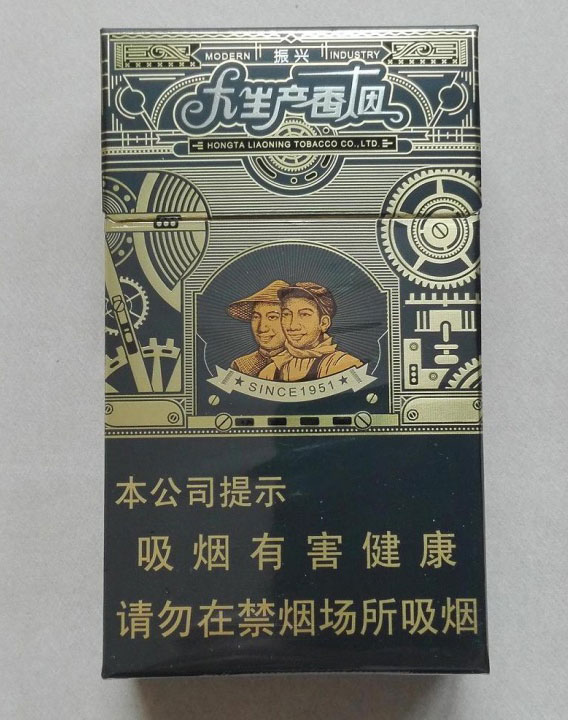 MODERN 振兴 INDUSTRY
大生产香烟
HONGTA LIAONING TOBACCO CO.,LTD.
★ SINCE1951 ★
本公司提示
吸烟有害健康
请勿在禁烟场所吸烟